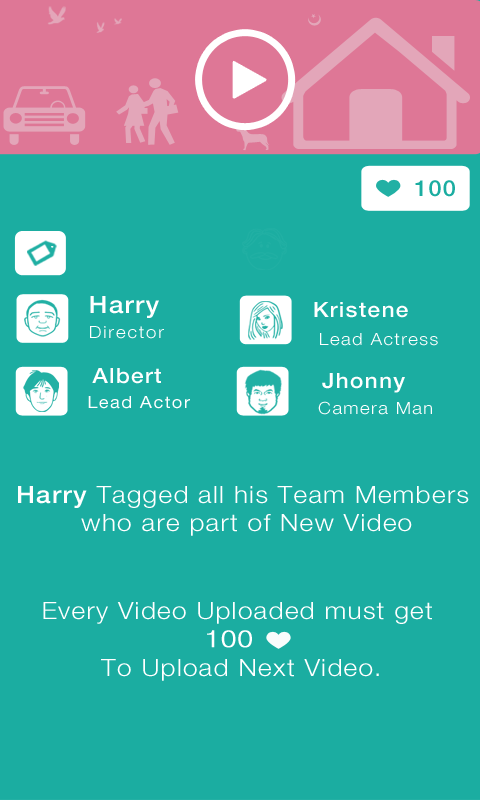 100
Harry
Director
Kristene
Lead Actress
Albert
Lead Actor
Jhonny
Camera Man
Harry Tagged all his Team Members
who are part of New Video
Every Video Uploaded must get
100
To Upload Next Video.